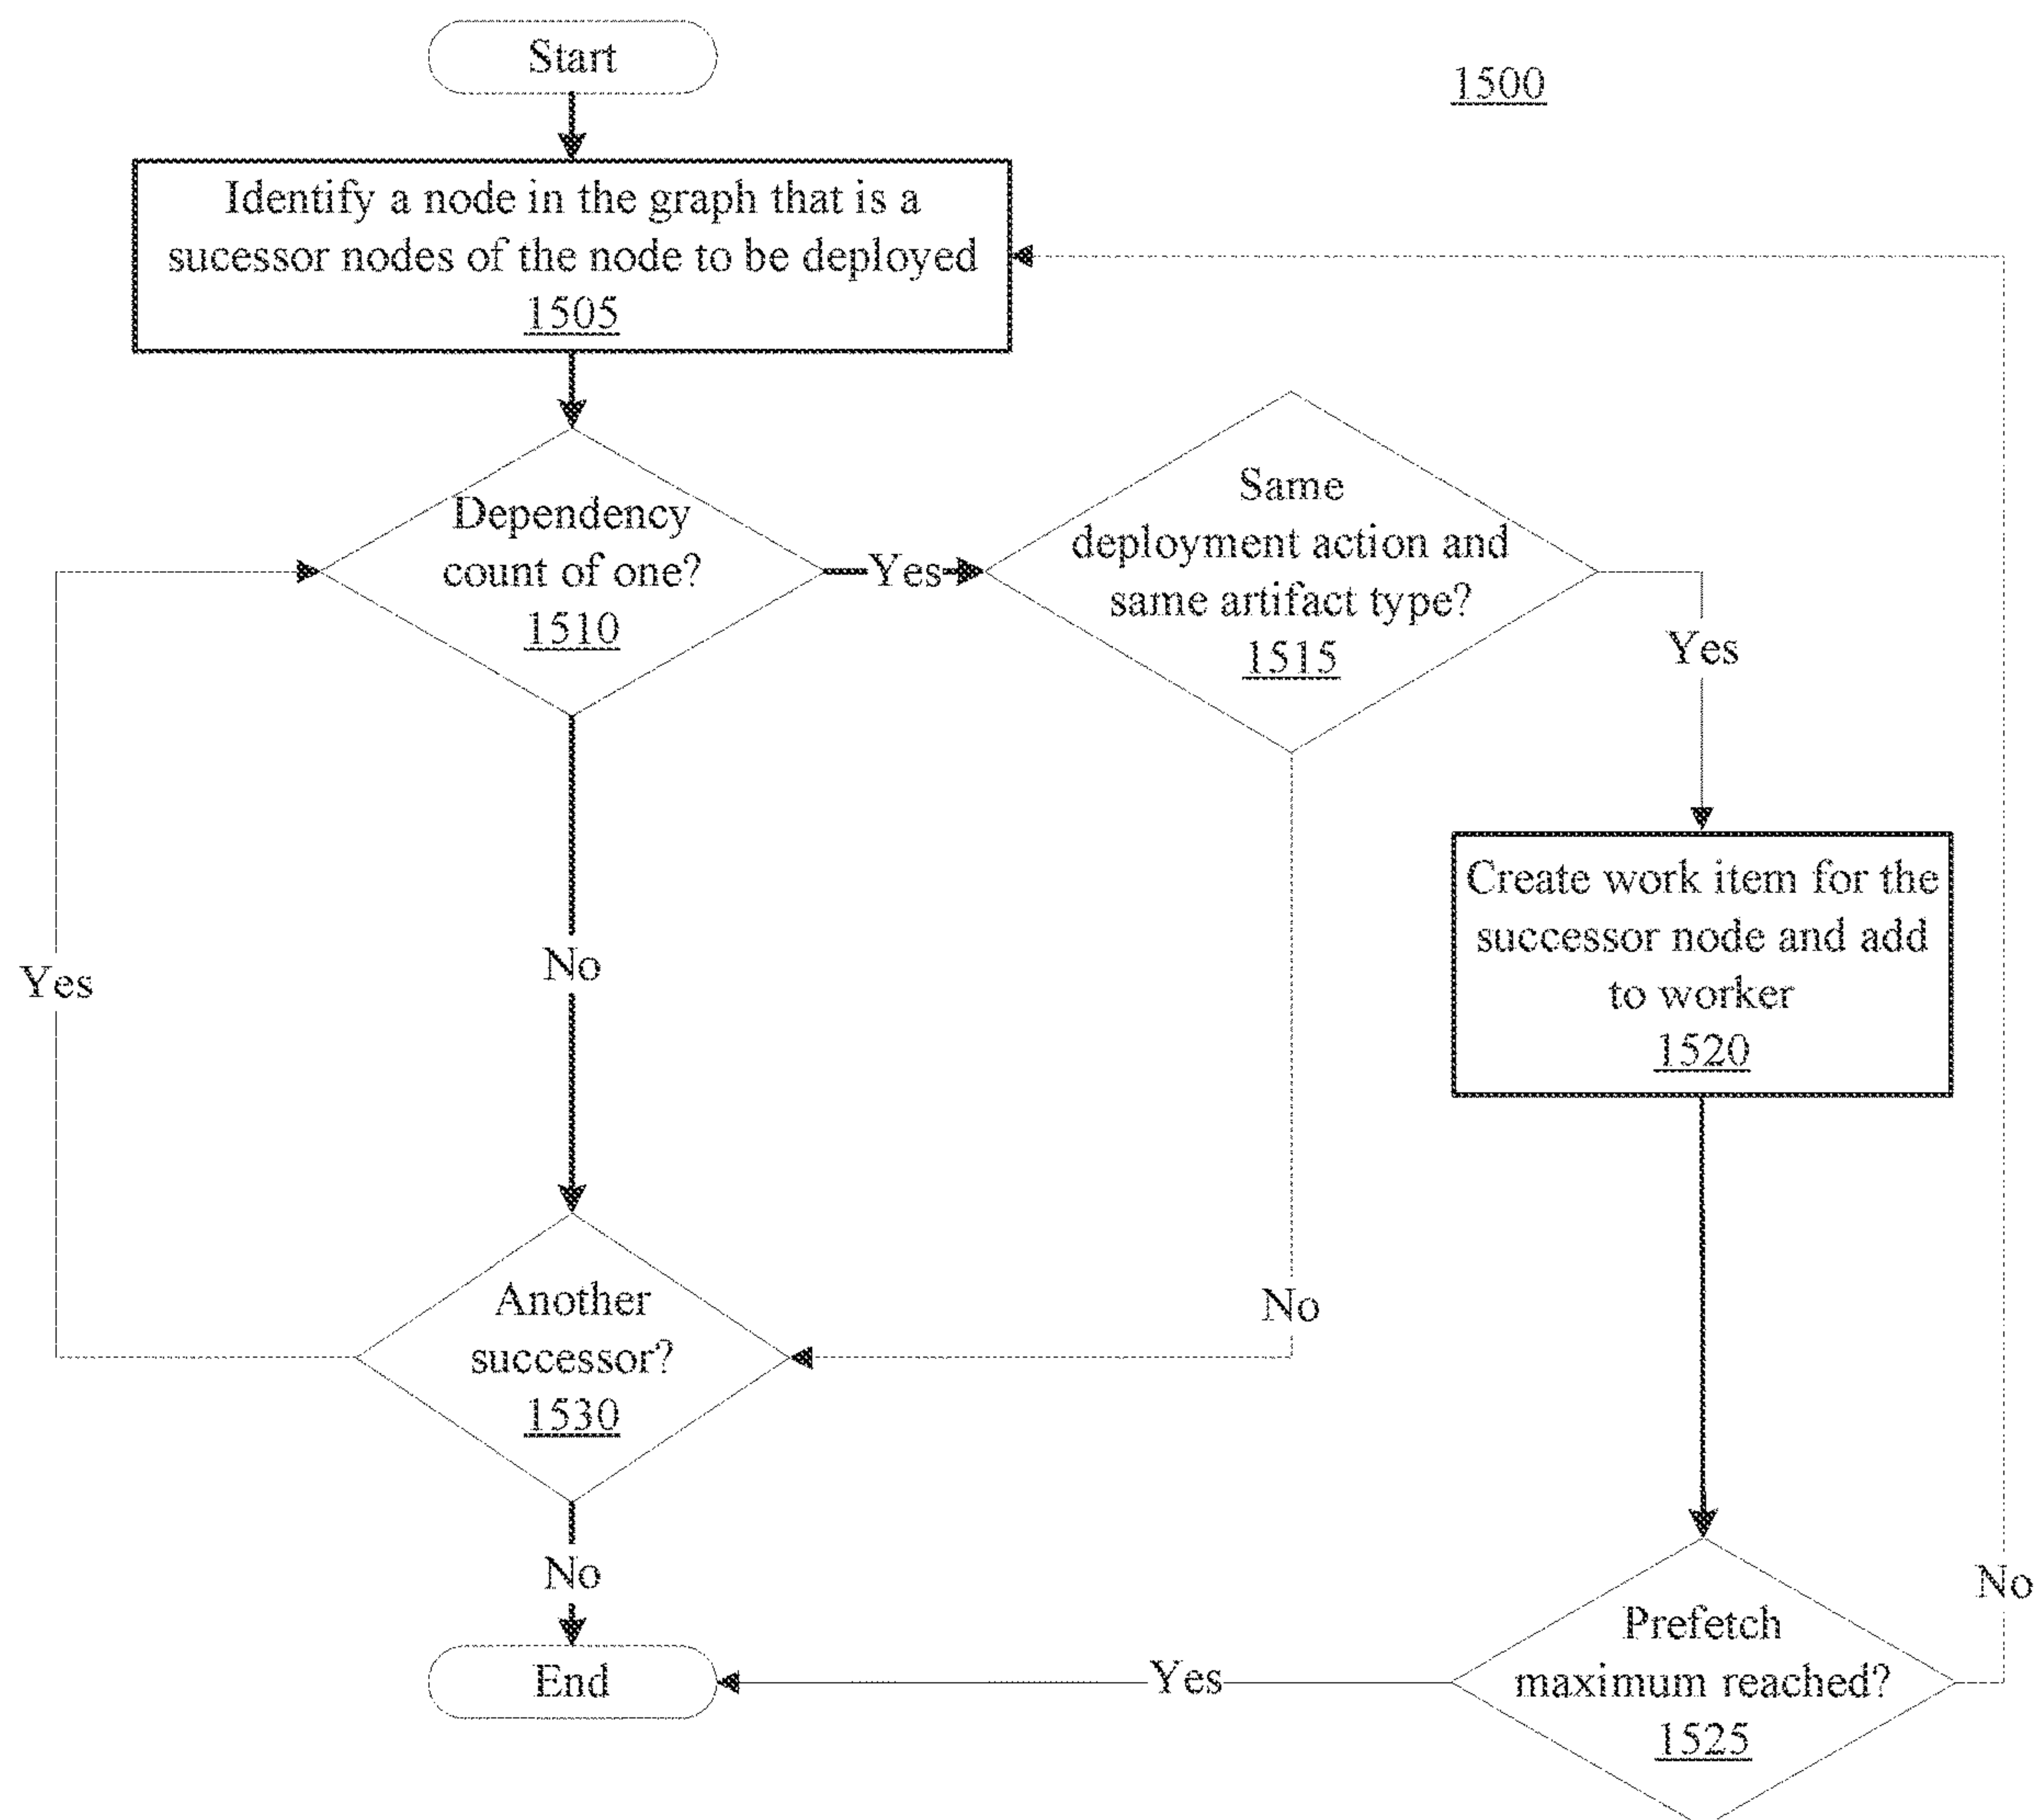 Start
1500
Identify a node in the graph that is a
sucessor nodes of the node to be deployed
1505
Dependency
count of one?
1510
Yes
Same
deployment action and
same artifact type?
1515
Yes
Create work item for the
successor node and add
to worker
1520
No
Yes
Another
successor?
1530
No
No
End
Yes
Prefetch
maximum reached?
1525
No